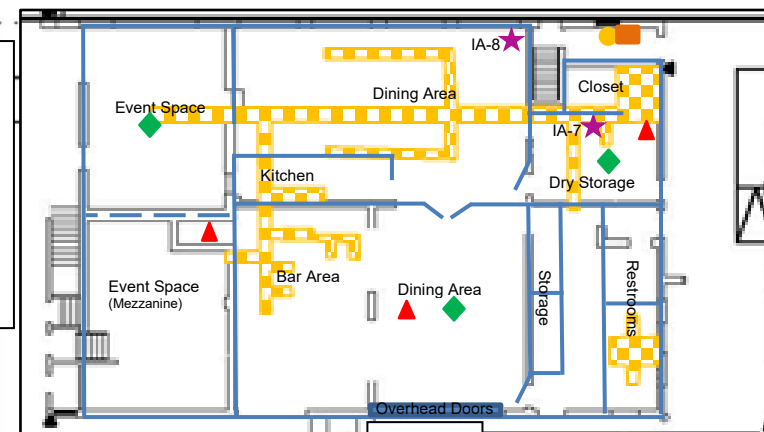 IA-8
Dining Area
Closet
Event Space
IA-7
Kitchen
Dry Storage
Event Space
(Mezzanine)
Bar Area
Dining Area
Storage
Restrooms
Overhead Doors